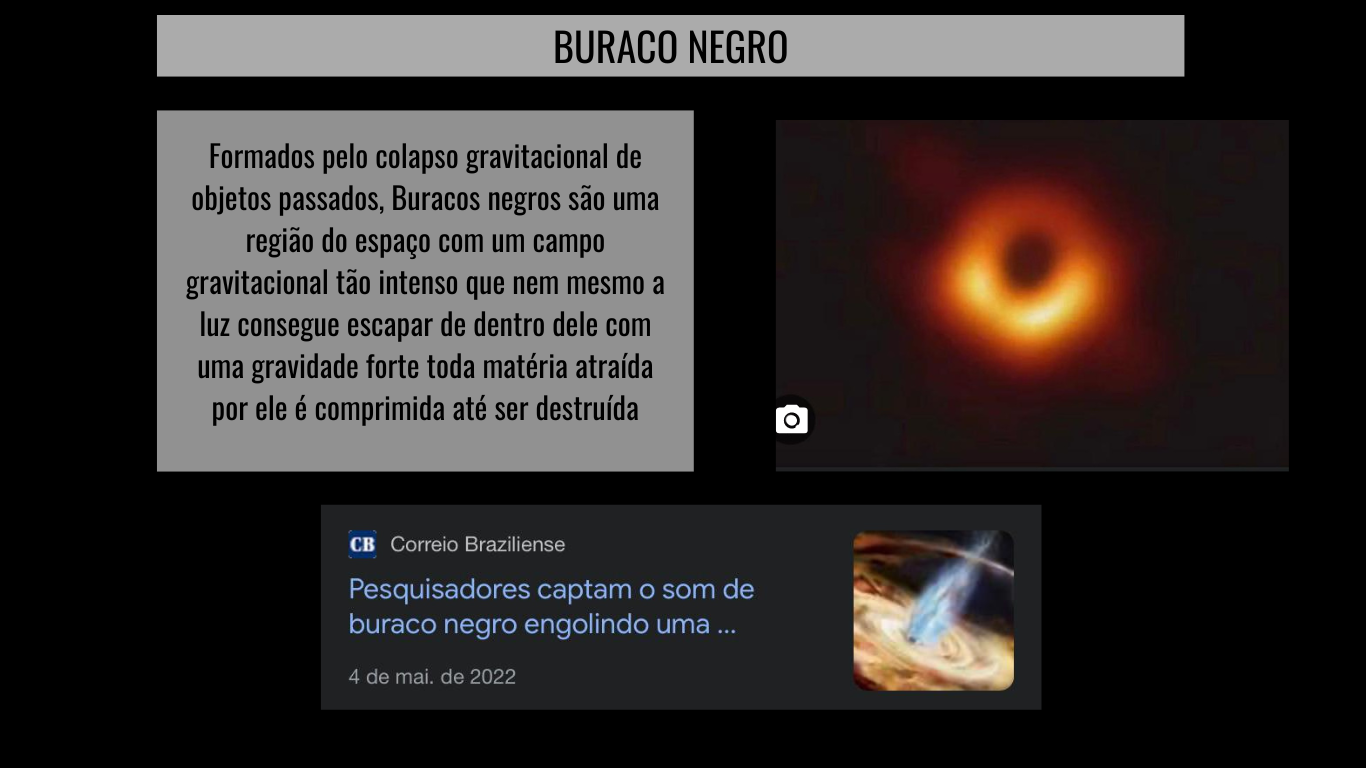 BURACO NEGRO
Formados pelo colapso gravitacional de
objetos passados, Buracos negros são uma
região do espaço com um campo
gravitacional tão intenso que nem mesmo a
luz consegue escapar de dentro dele com
uma gravidade forte toda matéria atraída
por ele é comprimida até ser destruída
CB Correio Braziliense
Pesquisadores captam o som de
buraco negro engolindo uma ...
4 de mai. de 2022